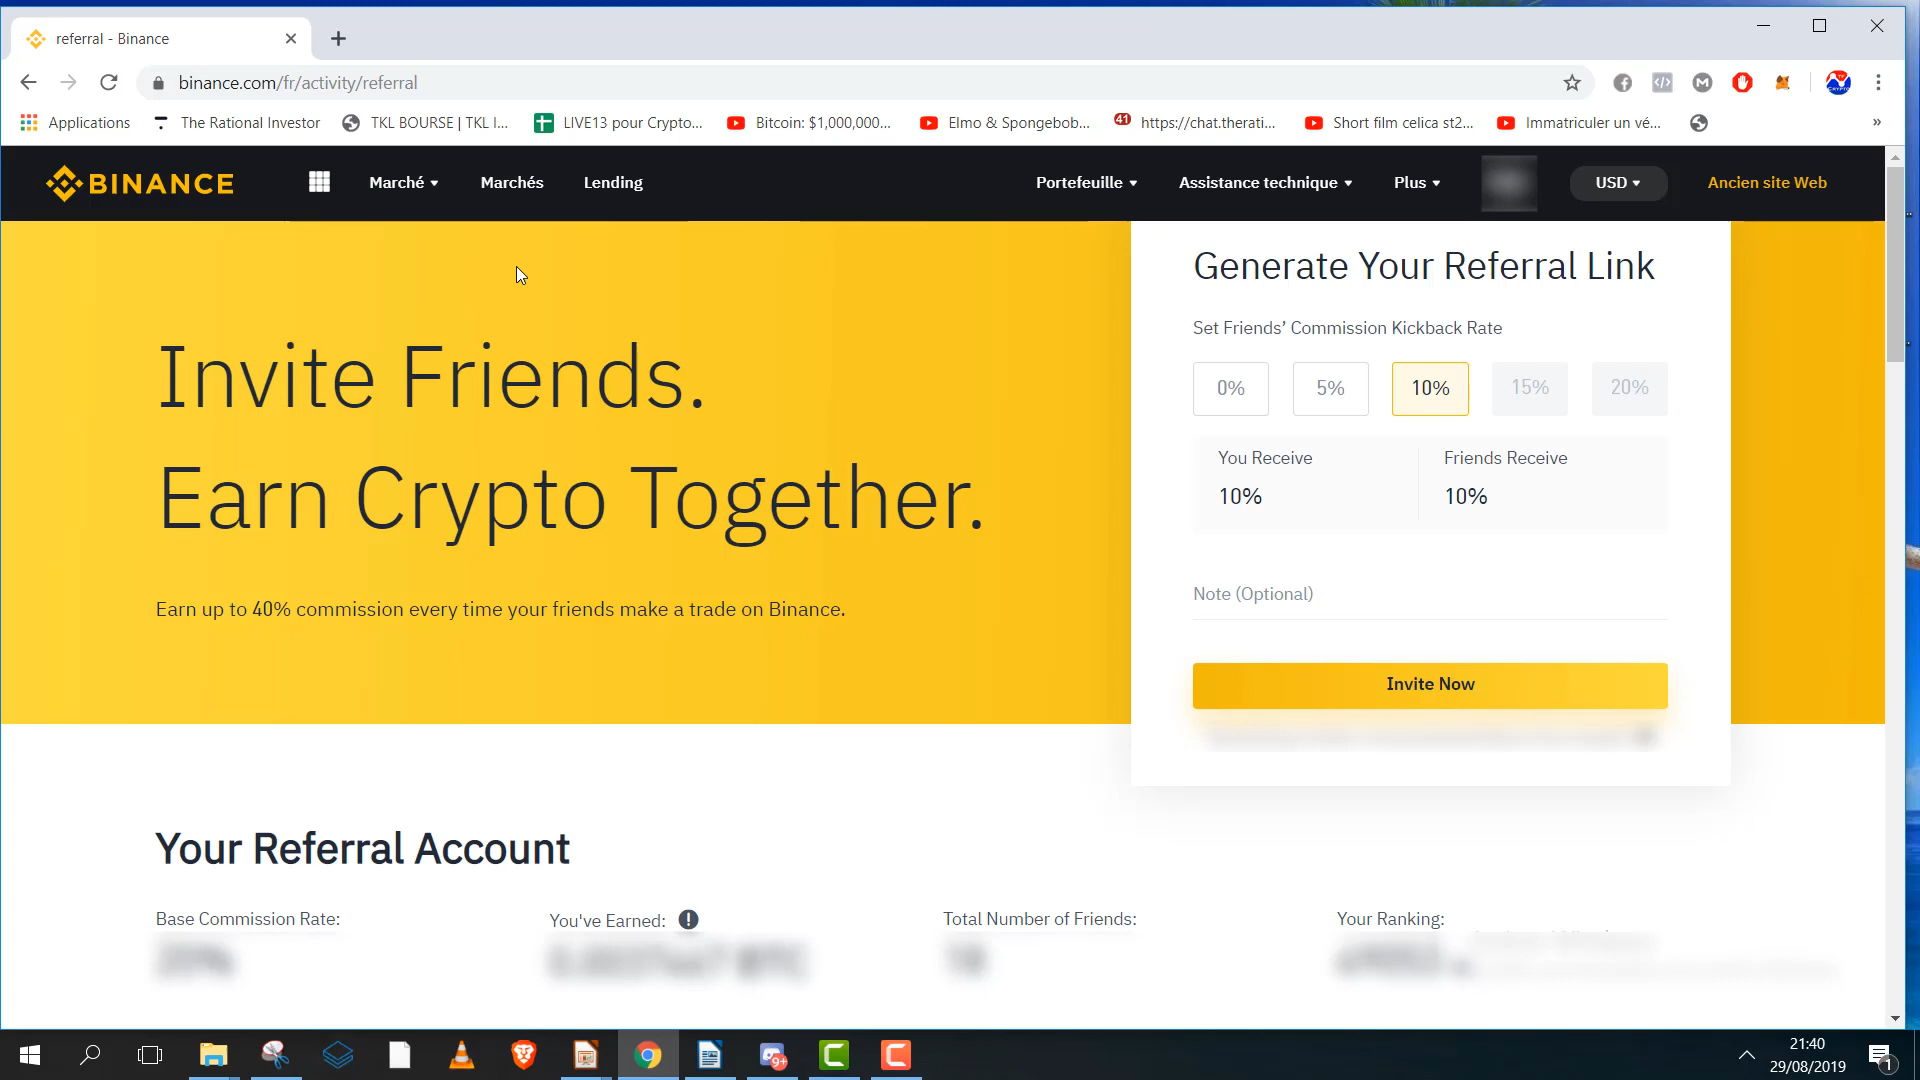 referral - Binance
binance.com/fr/activity/referral
Applications
The Rational Investor
TKL BOURSE | TKL I...
LIVE13 pour Crypto...
Bitcoin: $1,000,000...
Elmo & Spongebob...
41
https://chat.therati...
Short film celica st2...
Immatriculer un vé...
»
BINANCE
Marché
Marchés
Lending
Portefeuille
Assistance technique
Plus
USD
Ancien site Web
Generate Your Referral Link
Set Friends' Commission Kickback Rate
0% 5% 10% 15% 20%
You Receive
10%
Friends Receive
10%
Note (Optional)
Invite Now
Invite Friends.
Earn Crypto Together.
Earn up to 40% commission every time your friends make a trade on Binance.
Your Referral Account
Base Commission Rate:
You've Earned:
Total Number of Friends:
Your Ranking:
9+
21:40
29/08/2019
1